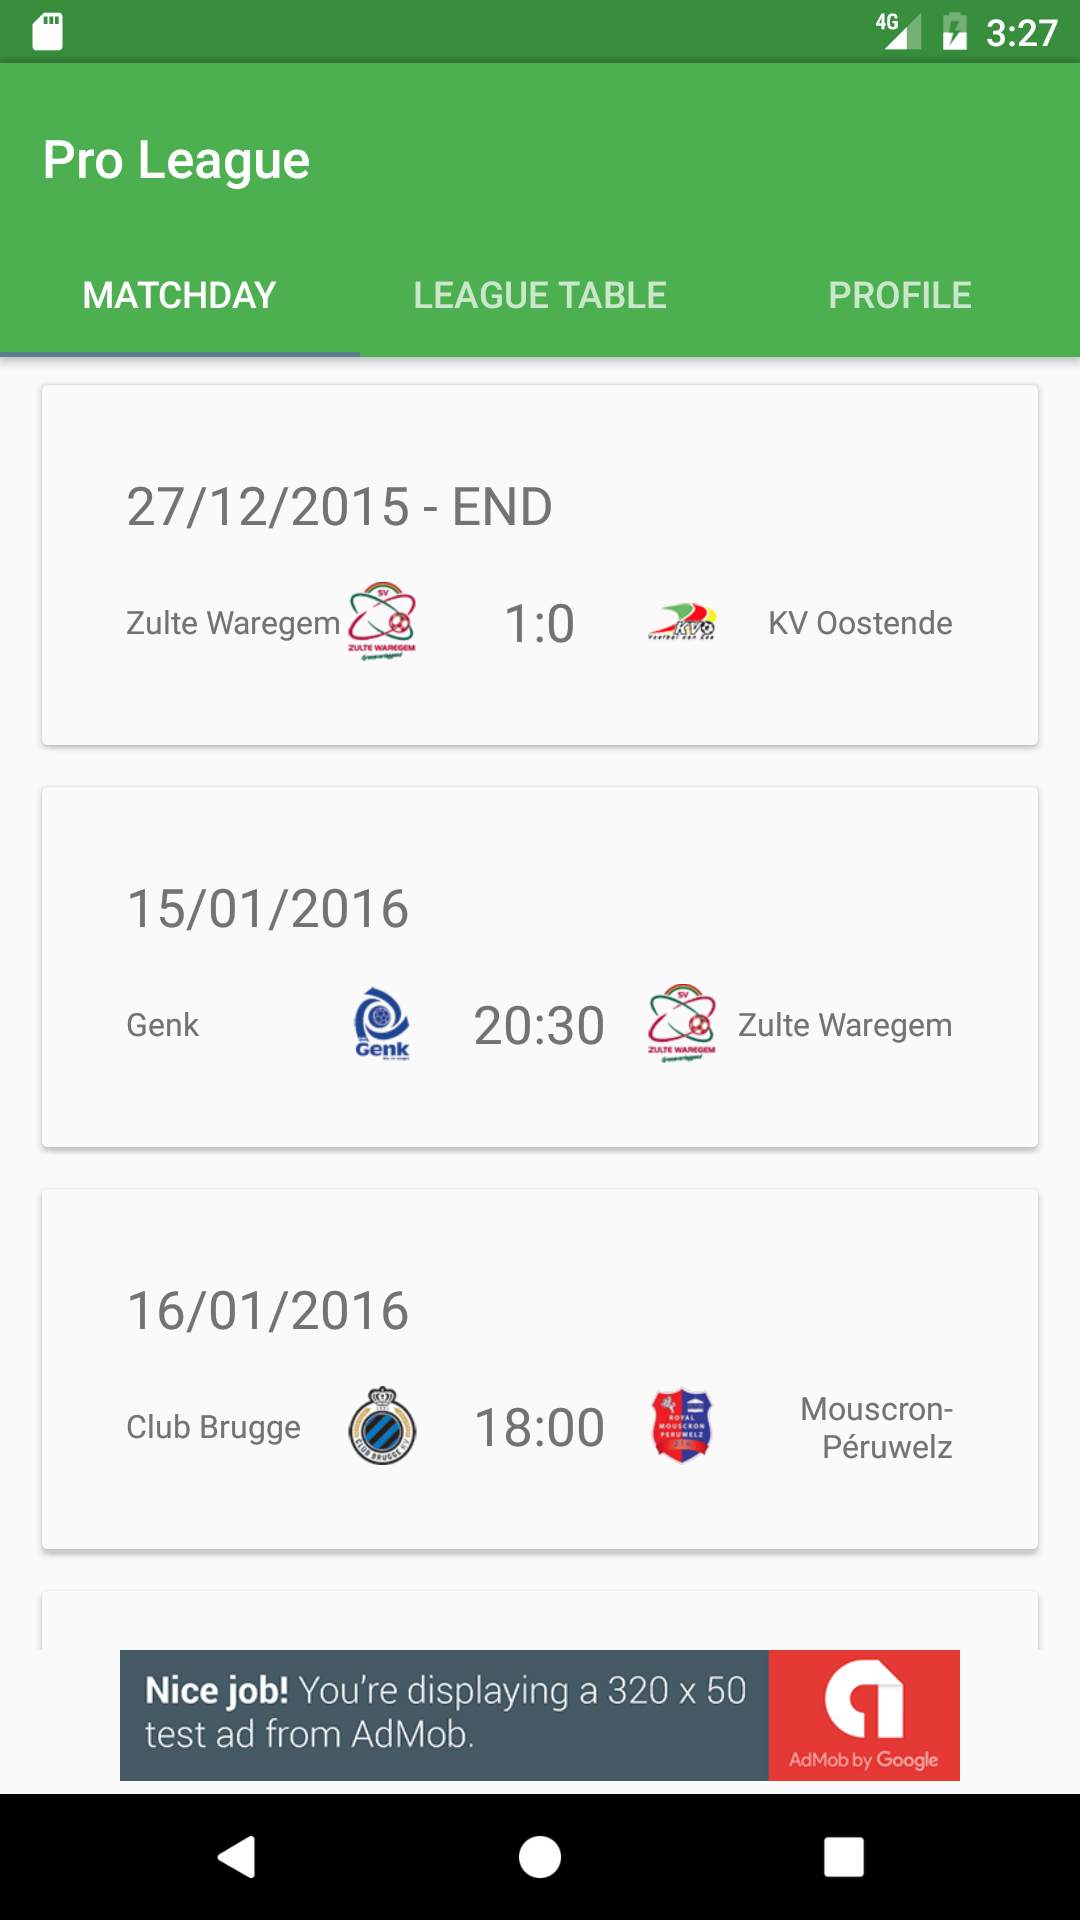 4G 3:27
Pro League
MATCHDAY LEAGUE TABLE PROFILE
27/12/2015 - END
Zulte Waregem SV ZULTE WAREGEM 1:0 KVO KV Oostende
15/01/2016
Genk Genk 20:30 SV ZULTE WAREGEM Zulte Waregem
16/01/2016
Club Brugge CLUB BRUGGE 18:00 ROYAL MOUSCRON PERUWELZ Mouscron-
Péruwelz
Nice job! You're displaying a 320 x 50
test ad from AdMob.
AdMob by Google